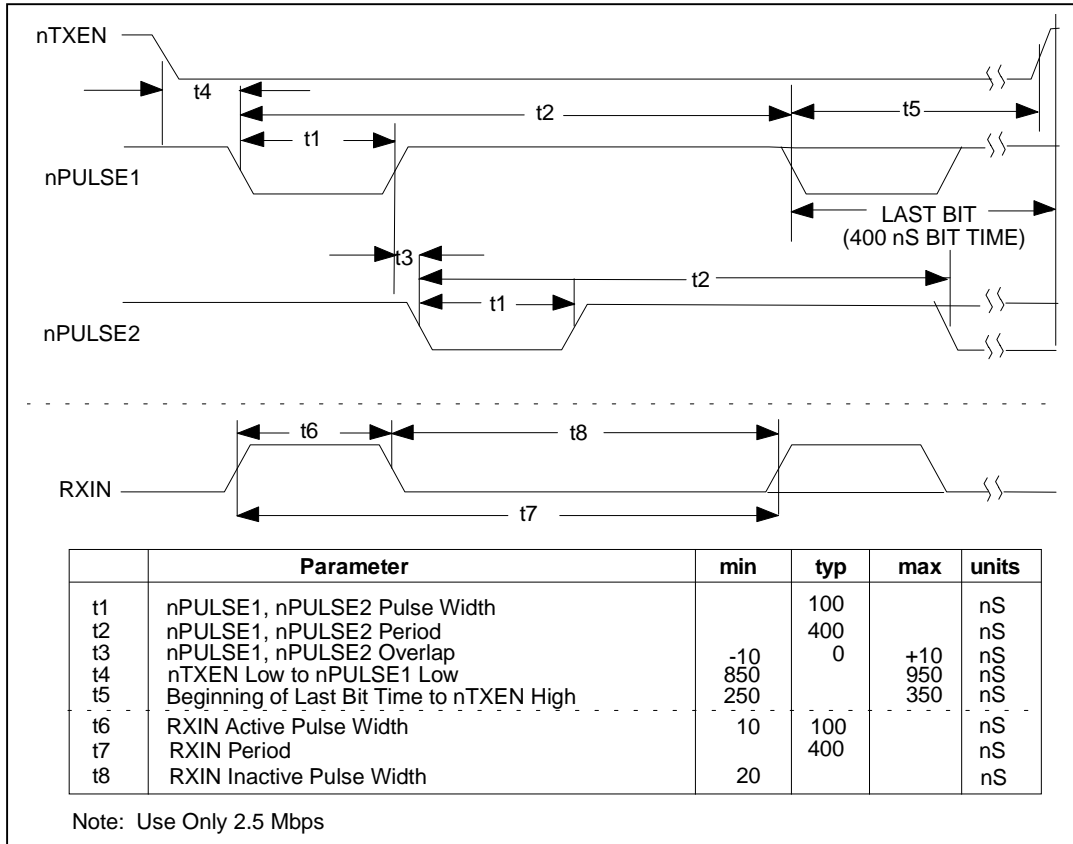 nTXEN
t4
t2
t5
t1
nPULSE1
LAST BIT
(400 nS BIT TIME)
t3
t2
t1
nPULSE2
t6
t8
RXIN
t7
Parameter min typ max units
t1 nPULSE1, nPULSE2 Pulse Width 100 nS
t2 nPULSE1, nPULSE2 Period 400 nS
t3 nPULSE1, nPULSE2 Overlap -10 0 +10 nS
t4 nTXEN Low to nPULSE1 Low 850 950 nS
t5 Beginning of Last Bit Time to nTXEN High 250 350 nS
t6 RXIN Active Pulse Width 10 100 nS
t7 RXIN Period 400 nS
t8 RXIN Inactive Pulse Width 20 nS
Note: Use Only 2.5 Mbps